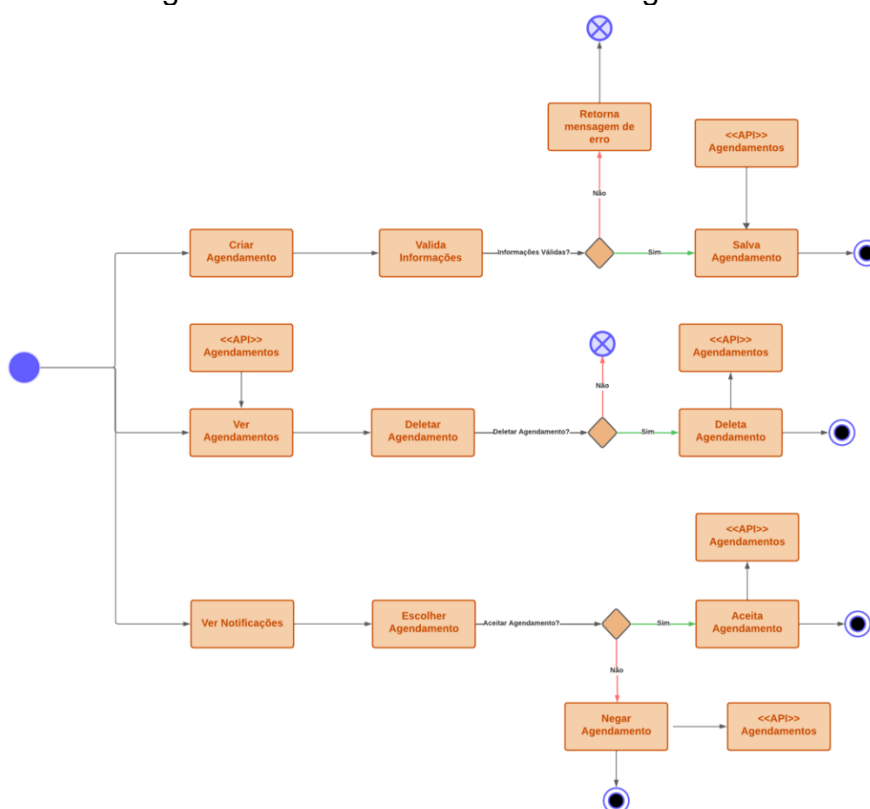 Retorna
mensagem de
erro
<<API>>
Agendamentos
Não
Criar
Agendamento
Valida
Informações
Informações Válidas?
Sim
Salva
Agendamento
<<API>>
Agendamentos
<<API>>
Agendamentos
Não
Ver
Agendamentos
Deletar
Agendamento
Deletar Agendamento?
Sim
Deleta
Agendamento
<<API>>
Agendamentos
Ver Notificações
Escolher
Agendamento
Aceitar Agendamento?
Sim
Aceita
Agendamento
Não
Negar
Agendamento
<<API>>
Agendamentos